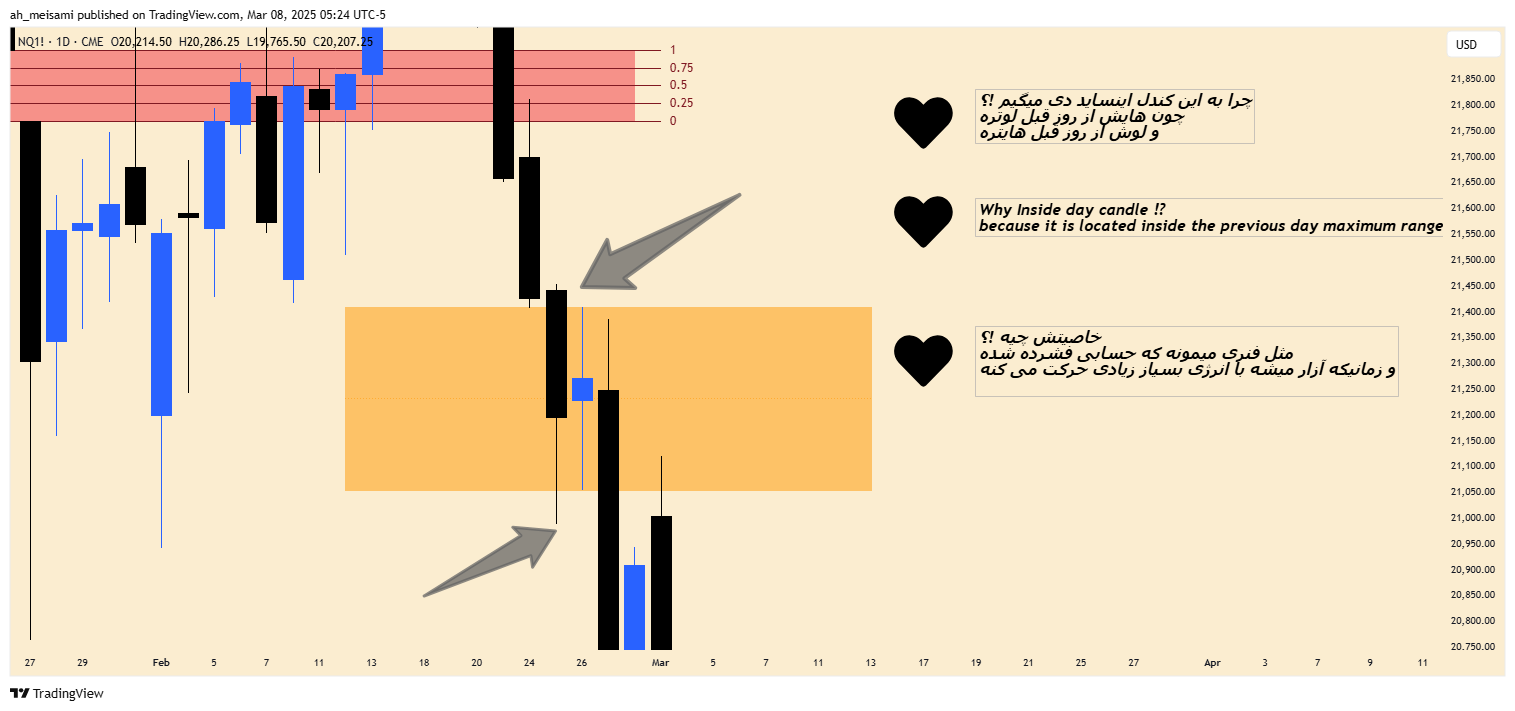 ah_meisami published on TradingView.com, Mar 08, 2025 05:24 UTC-5
NQ1! · 1D · CME O20,214.50 H20,286.25 L19,765.50 C20,207.25
USD
1
0.75
0.5
0.25
0
چرا به این کندل اینساید دی میگیم !؟
چون هایش از روز قبل لوتره
و لوش از روز قبل هایتره
Why Inside day candle !?
because it is located inside the previous day maximum range
خاصیتش چیه !؟
مثل فنری میمونه که حسابی فشرده شده
و زمانیکه آزار میشه با انرژی بسیاز زیادی حرکت می کنه
21,850.00
21,800.00
21,750.00
21,700.00
21,650.00
21,600.00
21,550.00
21,500.00
21,450.00
21,400.00
21,350.00
21,300.00
21,250.00
21,200.00
21,150.00
21,100.00
21,050.00
21,000.00
20,950.00
20,900.00
20,850.00
20,800.00
20,750.00
27 29 Feb 5 7 11 13 18 20 24 26 Mar 5 7 11 13 17 19 21 25 27 Apr 3 7 9 11
TradingView